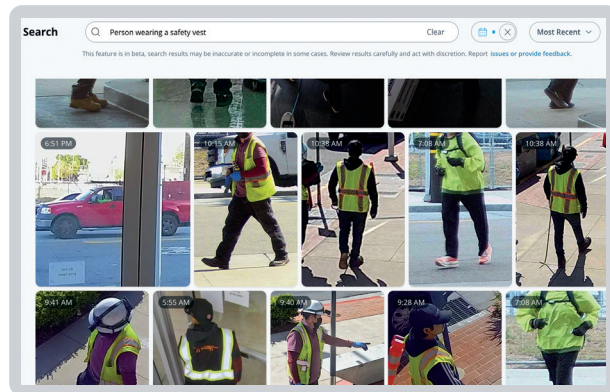 Search
Person wearing a safety vest
Clear
Most Recent
This feature is in beta, search results may be inaccurate or incomplete in some cases. Review results carefully and act with discretion. Report issues or provide feedback.
6:51 PM
10:15 AM
10:38 AM
7:08 AM
10:38 AM
9:41 AM
5:55 AM
9:40 AM
9:28 AM
7:08 AM